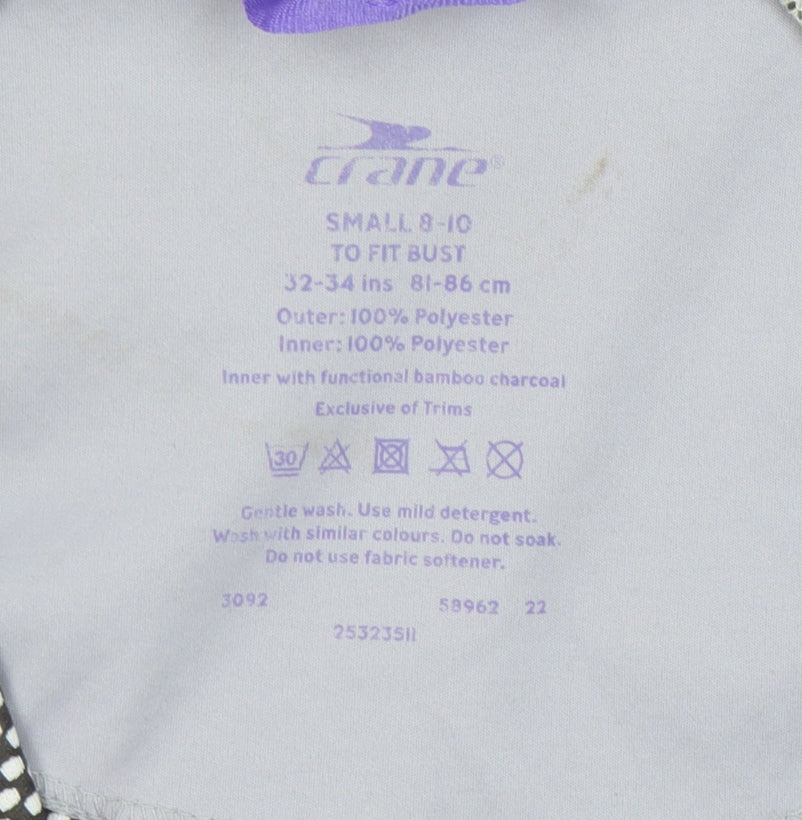 crane®
SMALL 8-10
TO FIT BUST
32-34 ins 81-86 cm
Outer: 100% Polyester
Inner: 100% Polyester
Inner with functional bamboo charcoal
Exclusive of Trims
30
Gentle wash. Use mild detergent.
Wash with similar colours. Do not soak.
Do not use fabric softener.
3092 58962 22
25323511